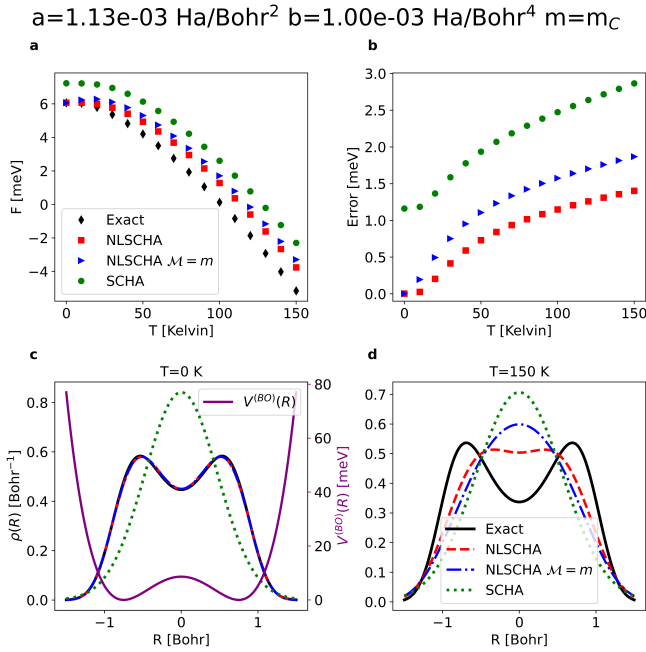 a=1.13e-03 Ha/Bohr² b=1.00e-03 Ha/Bohr⁴ m=m_C
a
b
F [meV]
6
4
2
0
−2
−4
Exact
NLSCHA
NLSCHA ℳ = m
SCHA
0
50
100
150
T [Kelvin]
Error [meV]
3.0
2.5
2.0
1.5
1.0
0.5
0.0
0
50
100
150
T [Kelvin]
c
d
T=0 K
ρ(R) [Bohr⁻¹]
0.8
0.6
0.4
0.2
0.0
V^(BO)(R)
80
60
40
20
0
V^(BO)(R) [meV]
−1
0
1
R [Bohr]
T=150 K
0.7
0.6
0.5
0.4
0.3
0.2
0.1
0.0
Exact
NLSCHA
NLSCHA ℳ = m
SCHA
−1
0
1
R [Bohr]